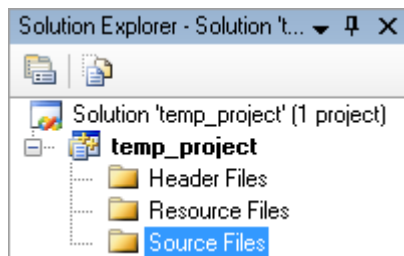 Solution Explorer - Solution 't...
Solution 'temp_project' (1 project)
temp_project
Header Files
Resource Files
Source Files